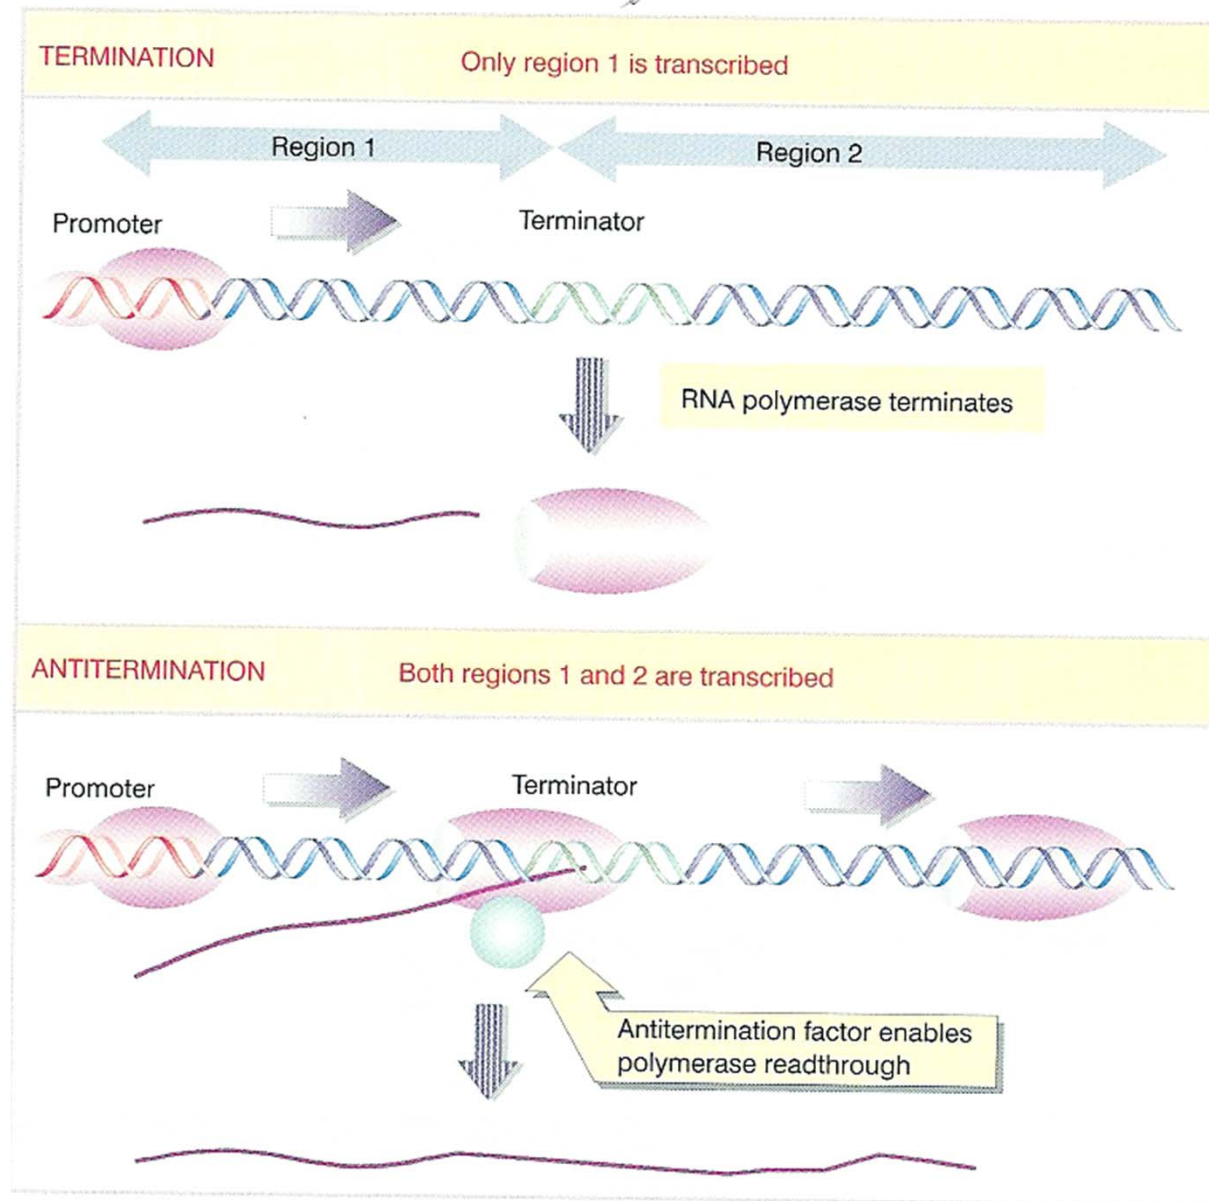 TERMINATION
Only region 1 is transcribed
Region 1
Region 2
Promoter
Terminator
RNA polymerase terminates
ANTITERMINATION
Both regions 1 and 2 are transcribed
Promoter
Terminator
Antitermination factor enables
polymerase readthrough